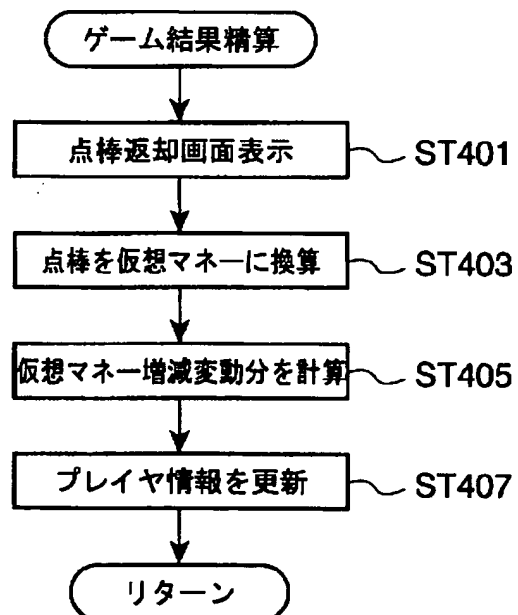 ゲーム結果精算
点棒返却画面表示 ST401
点棒を仮想マネーに換算 ST403
仮想マネー増減変動分を計算 ST405
プレイヤ情報を更新 ST407
リターン